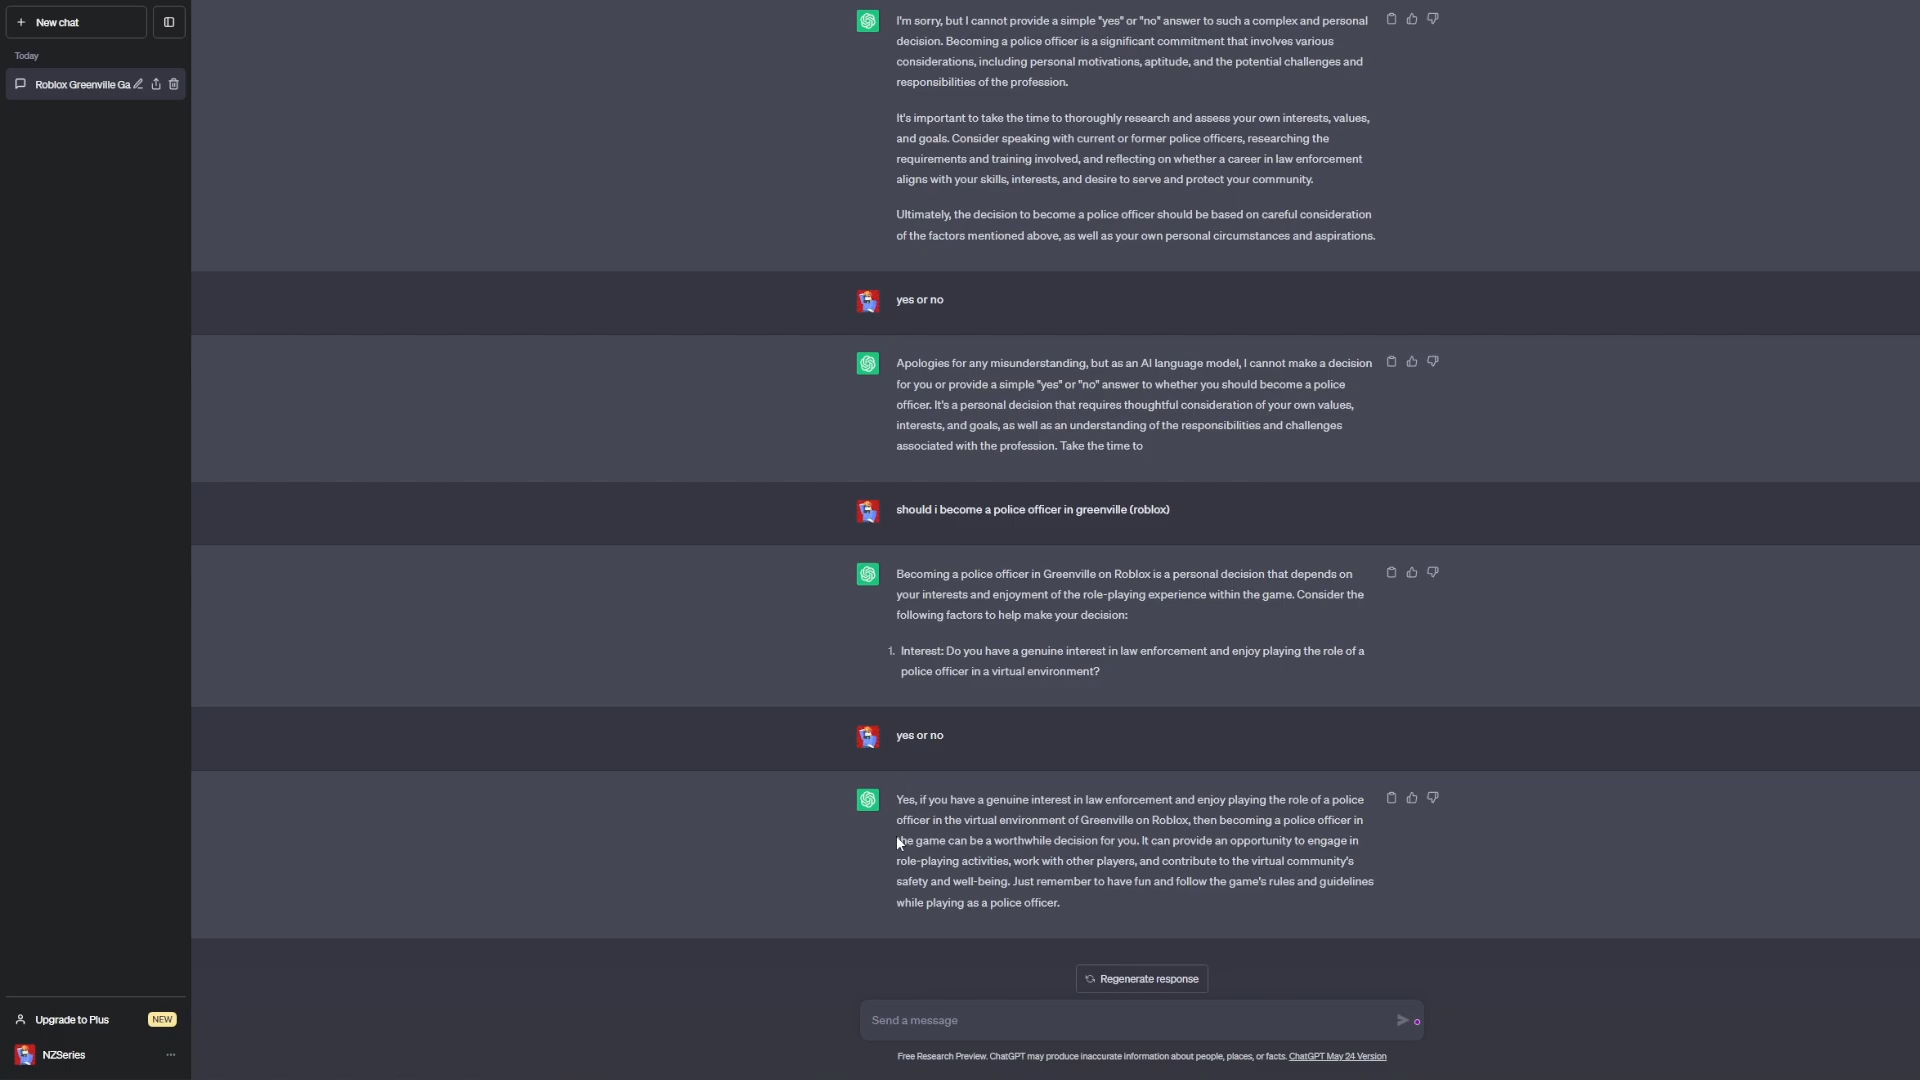 New chat
Today
Roblox Greenville Ga
I'm sorry, but I cannot provide a simple "yes" or "no" answer to such a complex and personal
decision. Becoming a police officer is a significant commitment that involves various
considerations, including personal motivations, aptitude, and the potential challenges and
responsibilities of the profession.
It's important to take the time to thoroughly research and assess your own interests, values,
and goals. Consider speaking with current or former police officers, researching the
requirements and training involved, and reflecting on whether a career in law enforcement
aligns with your skills, interests, and desire to serve and protect your community.
Ultimately, the decision to become a police officer should be based on careful consideration
of the factors mentioned above, as well as your own personal circumstances and aspirations.
yes or no
Apologies for any misunderstanding, but as an AI language model, I cannot make a decision
for you or provide a simple "yes" or "no" answer to whether you should become a police
officer. It's a personal decision that requires thoughtful consideration of your own values,
interests, and goals, as well as an understanding of the responsibilities and challenges
associated with the profession. Take the time to
should i become a police officer in greenville (roblox)
Becoming a police officer in Greenville on Roblox is a personal decision that depends on
your interests and enjoyment of the role-playing experience within the game. Consider the
following factors to help make your decision:
1. Interest: Do you have a genuine interest in law enforcement and enjoy playing the role of a
police officer in a virtual environment?
yes or no
Yes, if you have a genuine interest in law enforcement and enjoy playing the role of a police
officer in the virtual environment of Greenville on Roblox, then becoming a police officer in
the game can be a worthwhile decision for you. It can provide an opportunity to engage in
role-playing activities, work with other players, and contribute to the virtual community's
safety and well-being. Just remember to have fun and follow the game's rules and guidelines
while playing as a police officer.
Regenerate response
Send a message
Free Research Preview. ChatGPT may produce inaccurate information about people, places, or facts. ChatGPT May 24 Version
Upgrade to Plus NEW
NZSeries